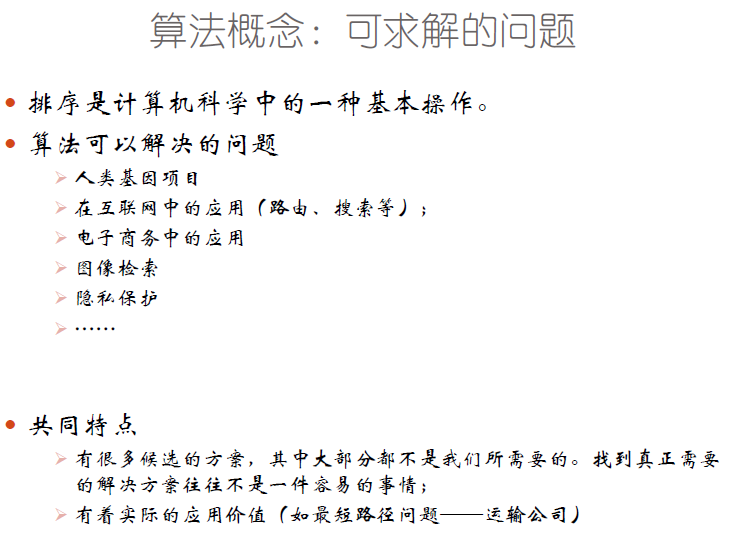 算法概念：可求解的问题
排序是计算机科学中的一种基本操作。
算法可以解决的问题
人类基因项目
在互联网中的应用（路由、搜索等）；
电子商务中的应用
图像检索
隐私保护
……
共同特点
有很多候选的方案，其中大部分都不是我们所需要的。找到真正需要
的解决方案往往不是一件容易的事情；
有着实际的应用价值（如最短路径问题——运输公司）